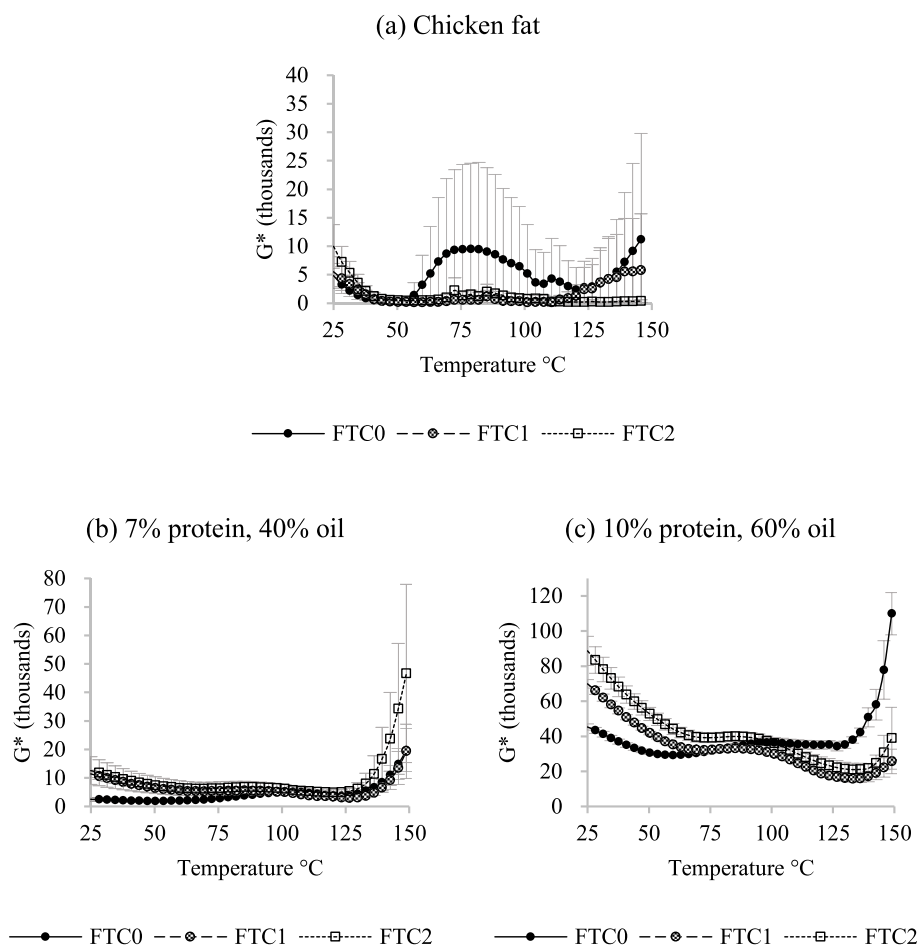 (a) Chicken fat
40
35
30
25
20
15
10
5
0
G* (thousands)
25 50 75 100 125 150
Temperature °C
FTC0 FTC1 FTC2
(b) 7% protein, 40% oil
80
70
60
50
40
30
20
10
0
G* (thousands)
25 50 75 100 125 150
Temperature °C
FTC0 FTC1 FTC2
(c) 10% protein, 60% oil
120
100
80
60
40
20
0
G* (thousands)
25 50 75 100 125 150
Temperature °C
FTC0 FTC1 FTC2